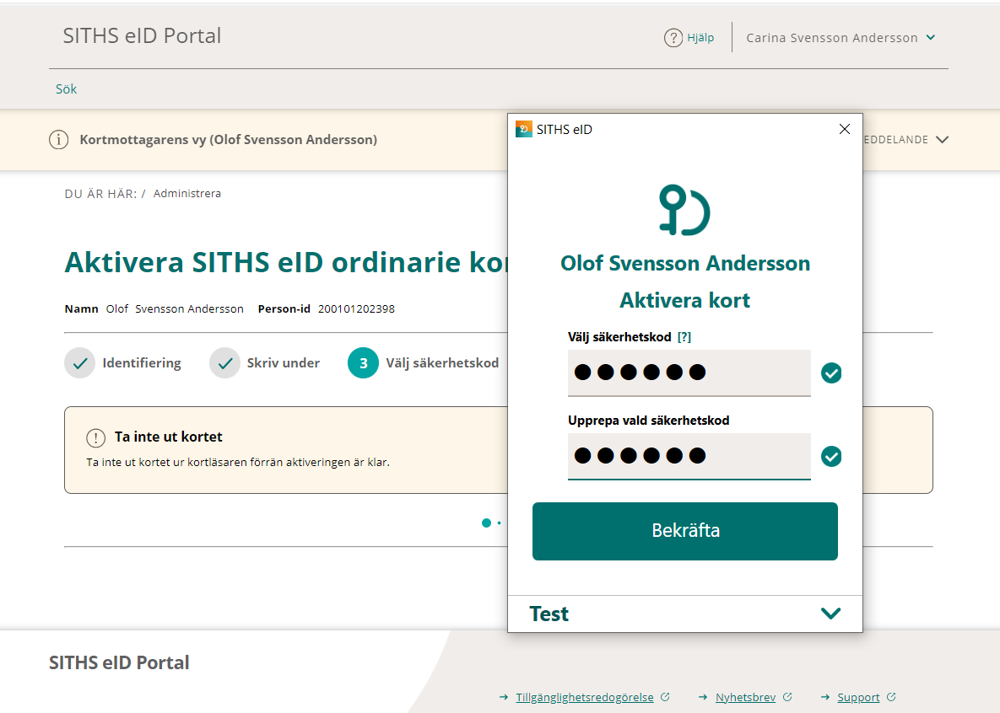 SITHS eID Portal
? Hjälp
Carina Svensson Andersson
Sök
Kortmottagarens vy (Olof Svensson Andersson)
EDDELANDE
DU ÄR HÄR: / Administrera
Aktivera SITHS eID ordinarie
Namn Olof Svensson Andersson Person-id 200101202398
Identifiering
Skriv under
3 Välj säkerhetskod
! Ta inte ut kortet
Ta inte ut kortet ur kortläsaren förrän aktiveringen är klar.
SITHS eID
Olof Svensson Andersson
Aktivera kort
Välj säkerhetskod [?]
●●●●●●
Upprepa vald säkerhetskod
●●●●●●
Bekräfta
Test
SITHS eID Portal
→ Tillgänglighetsredogörelse
→ Nyhetsbrev
→ Support